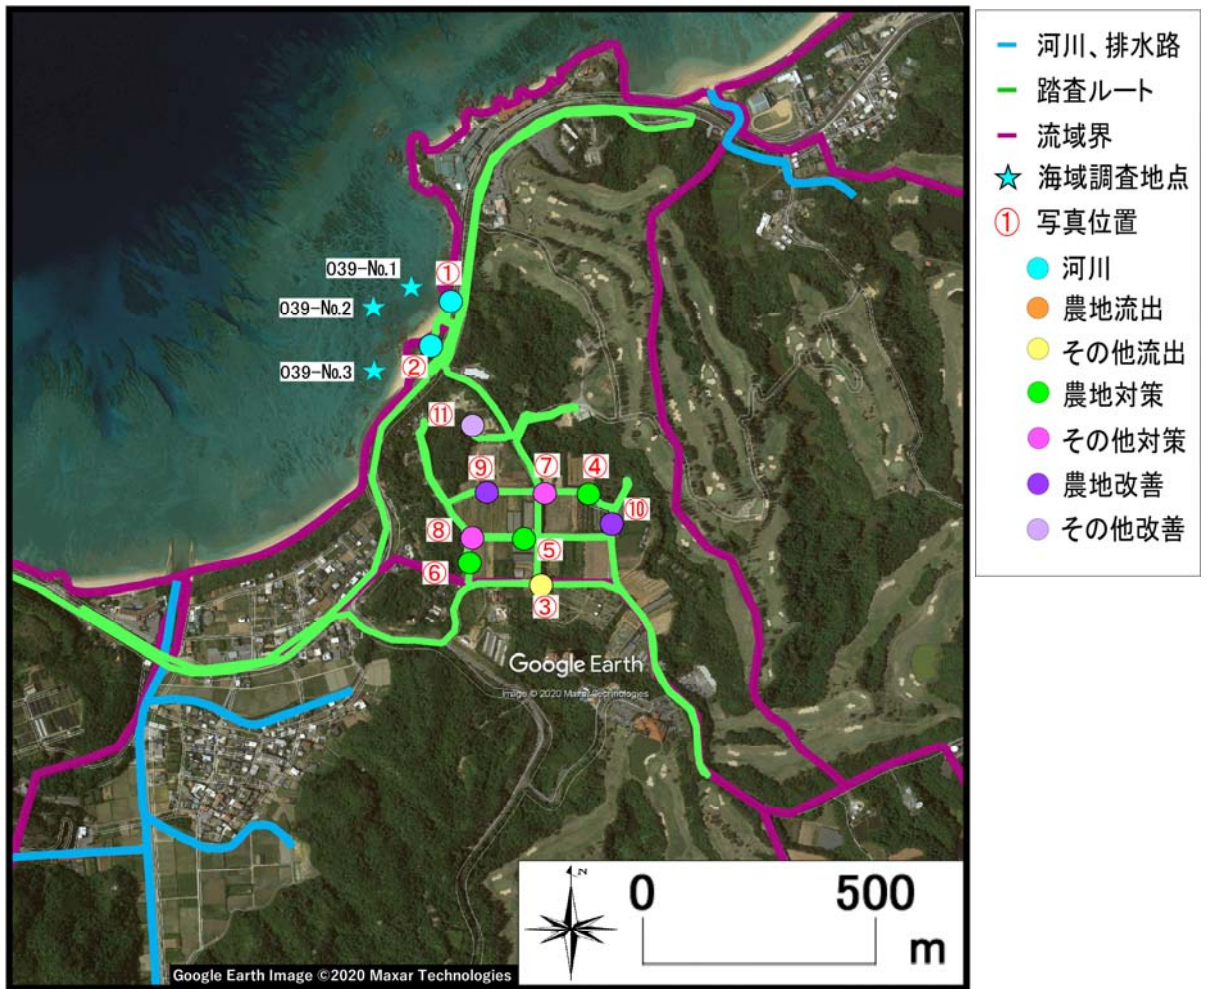 河川、排水路
踏査ルート
流域界
海域調査地点
① 写真位置
河川
農地流出
その他流出
農地対策
その他対策
農地改善
その他改善
039-No.1
①
039-No.2
②
039-No.3
⑪
⑨
⑦
④
⑩
⑧
⑤
⑥
③
Google Earth
Image © 2020 Maxar Technologies
N
0
500
m
Google Earth Image ©2020 Maxar Technologies